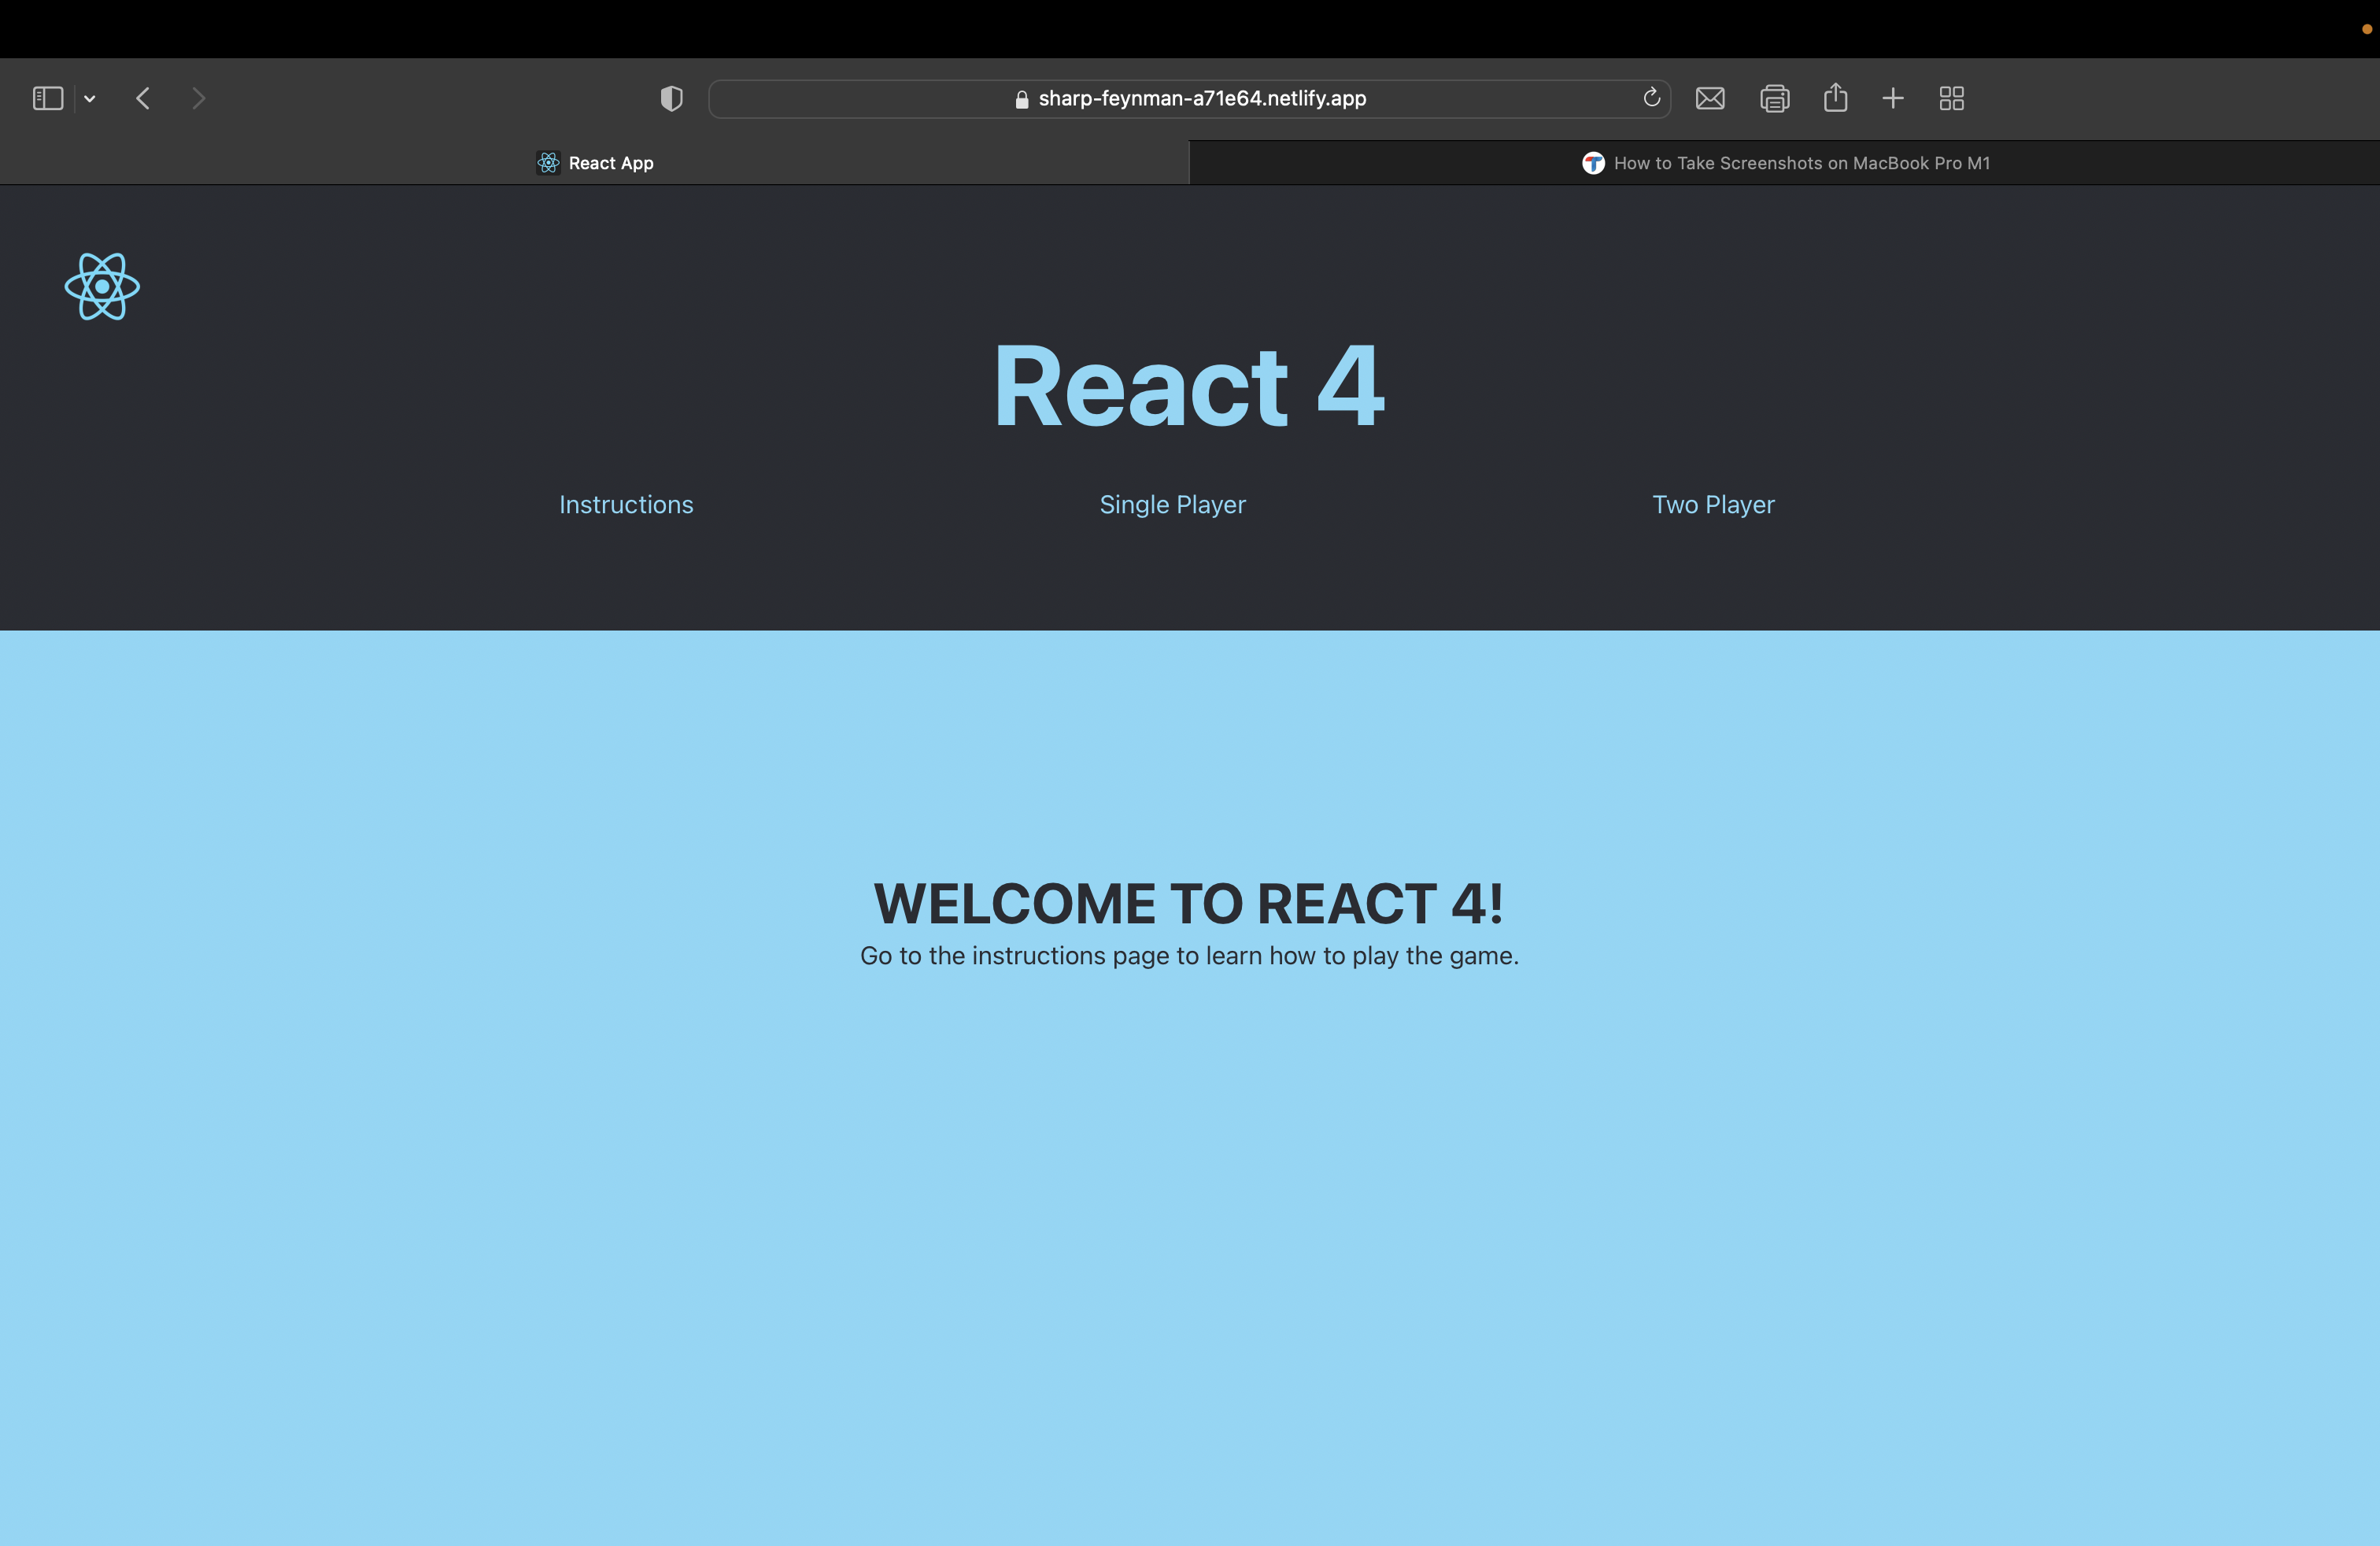 sharp-feynman-a71e64.netlify.app
React App
How to Take Screenshots on MacBook Pro M1
React 4
Instructions
Single Player
Two Player
WELCOME TO REACT 4!
Go to the instructions page to learn how to play the game.